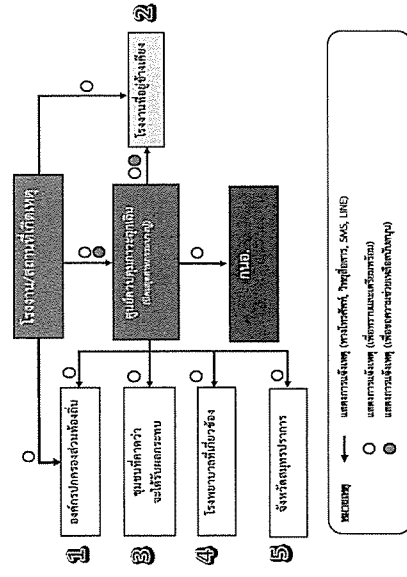 โรงงาน/สถานที่เกิดเหตุ
1
องค์กรปกครองส่วนท้องถิ่น
2
โรงงานที่อยู่ข้างเคียง
ศูนย์ควบคุมภาวะฉุกเฉิน
3
ชุมชนที่คาดว่า
จะได้รับผลกระทบ
4
โรงพยาบาลที่เกี่ยวข้อง
กนอ.
5
จังหวัดสมุทรปราการ
หมายเหตุ
แสดงการแจ้งเหตุ (ทางโทรศัพท์, วิทยุสื่อสาร, SMS, LINE)
แสดงการแจ้งเหตุ (เพื่อทราบและเตรียมพร้อม)
แสดงการแจ้งเหตุ (เพื่อขอความช่วยเหลือสนับสนุน)